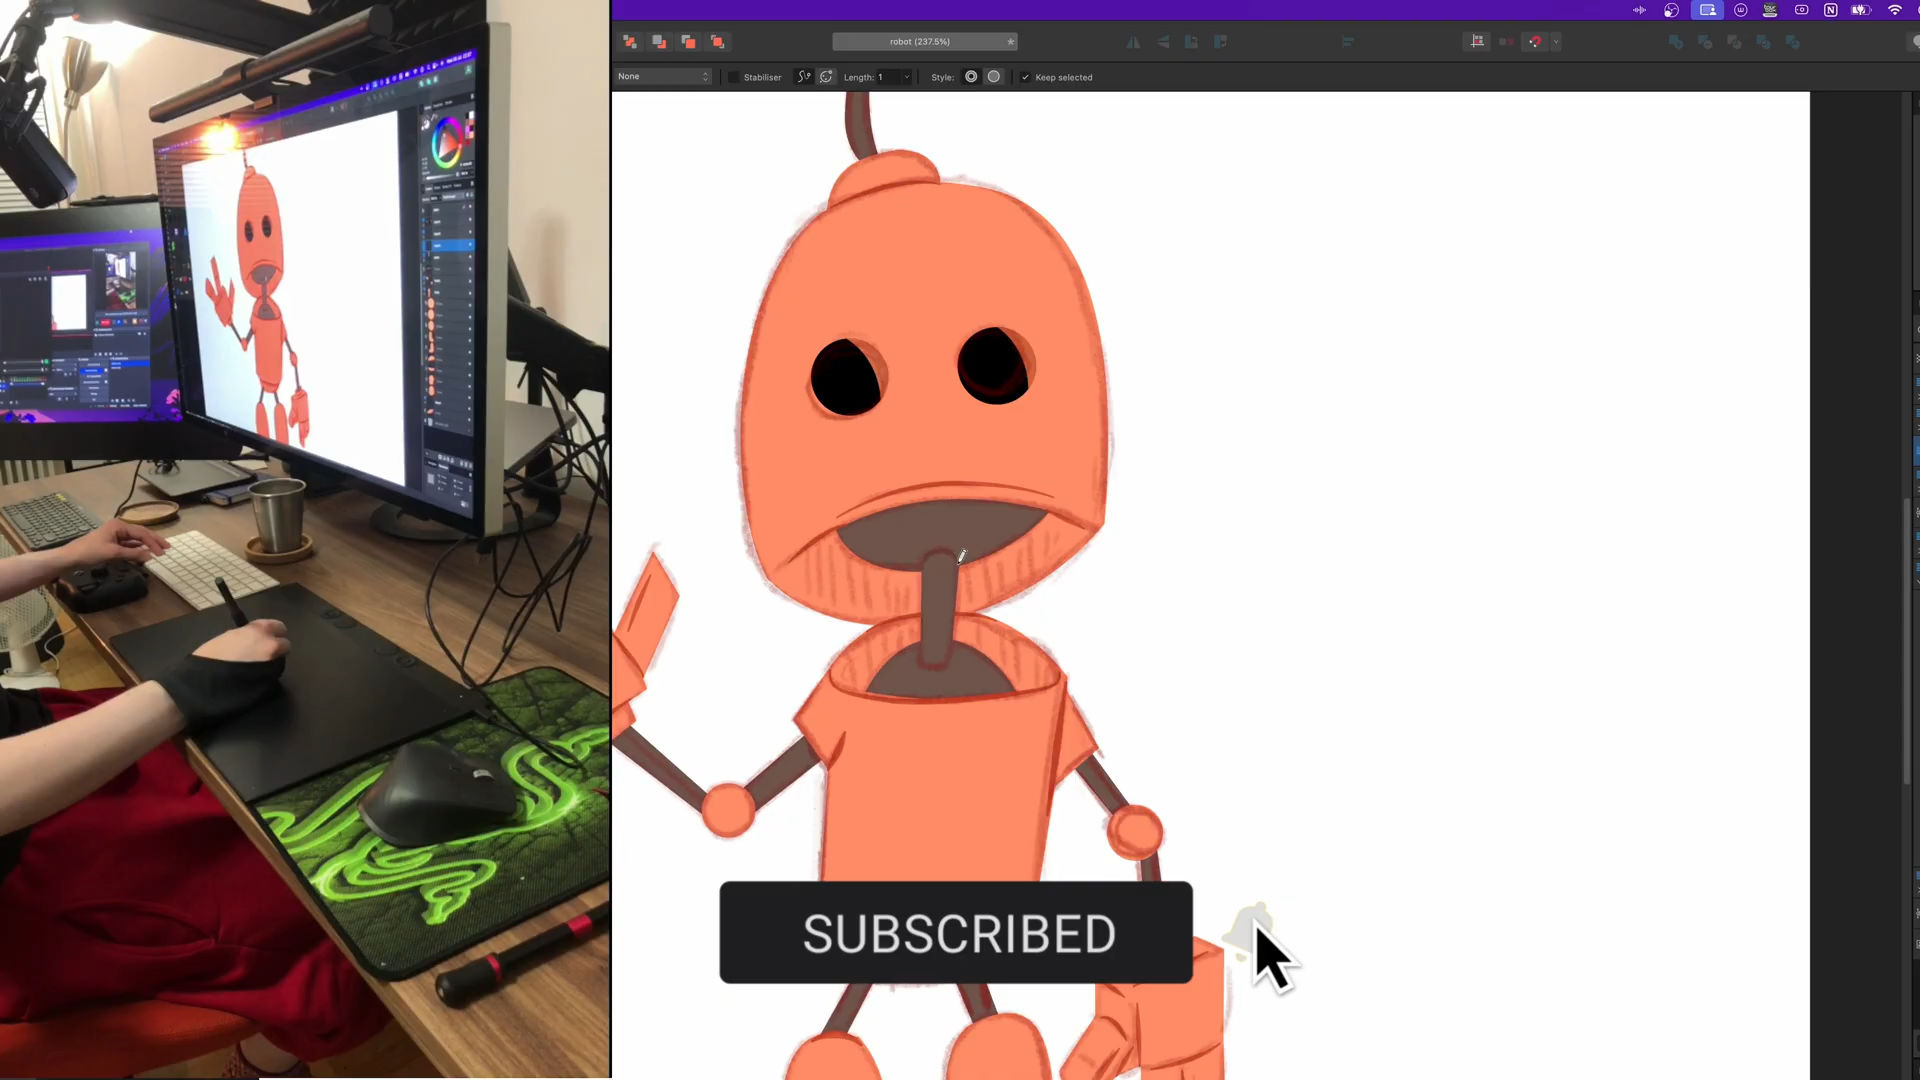 robot (237.5%)
None
Stabiliser
Length: 1
Style:
Keep selected
SUBSCRIBED